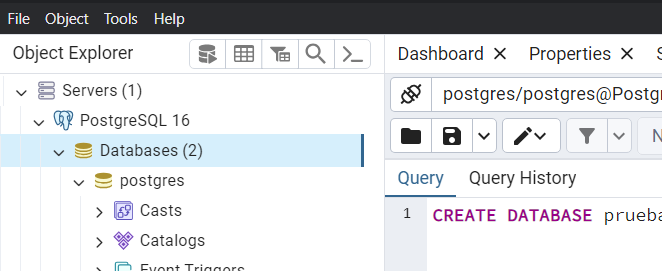 File Object Tools Help
Object Explorer
Servers (1)
PostgreSQL 16
Databases (2)
postgres
Casts
Catalogs
Event Triggers
Dashboard Properties
postgres/postgres@Postg
Query Query History
1 CREATE DATABASE prueba